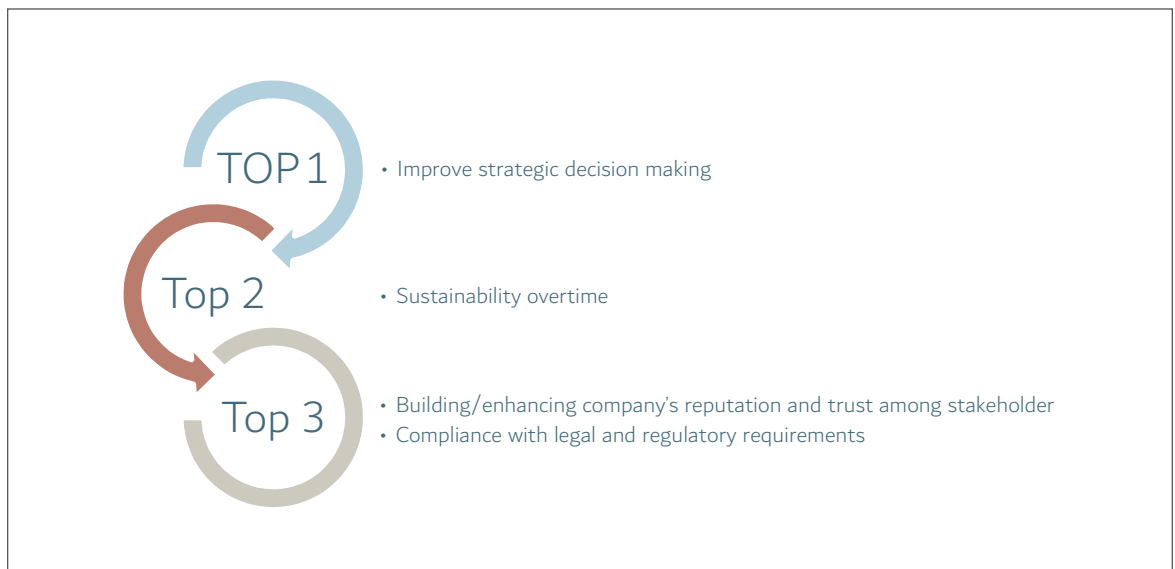 TOP 1
• Improve strategic decision making
Top 2
• Sustainability overtime
Top 3
• Building/enhancing company's reputation and trust among stakeholder
• Compliance with legal and regulatory requirements